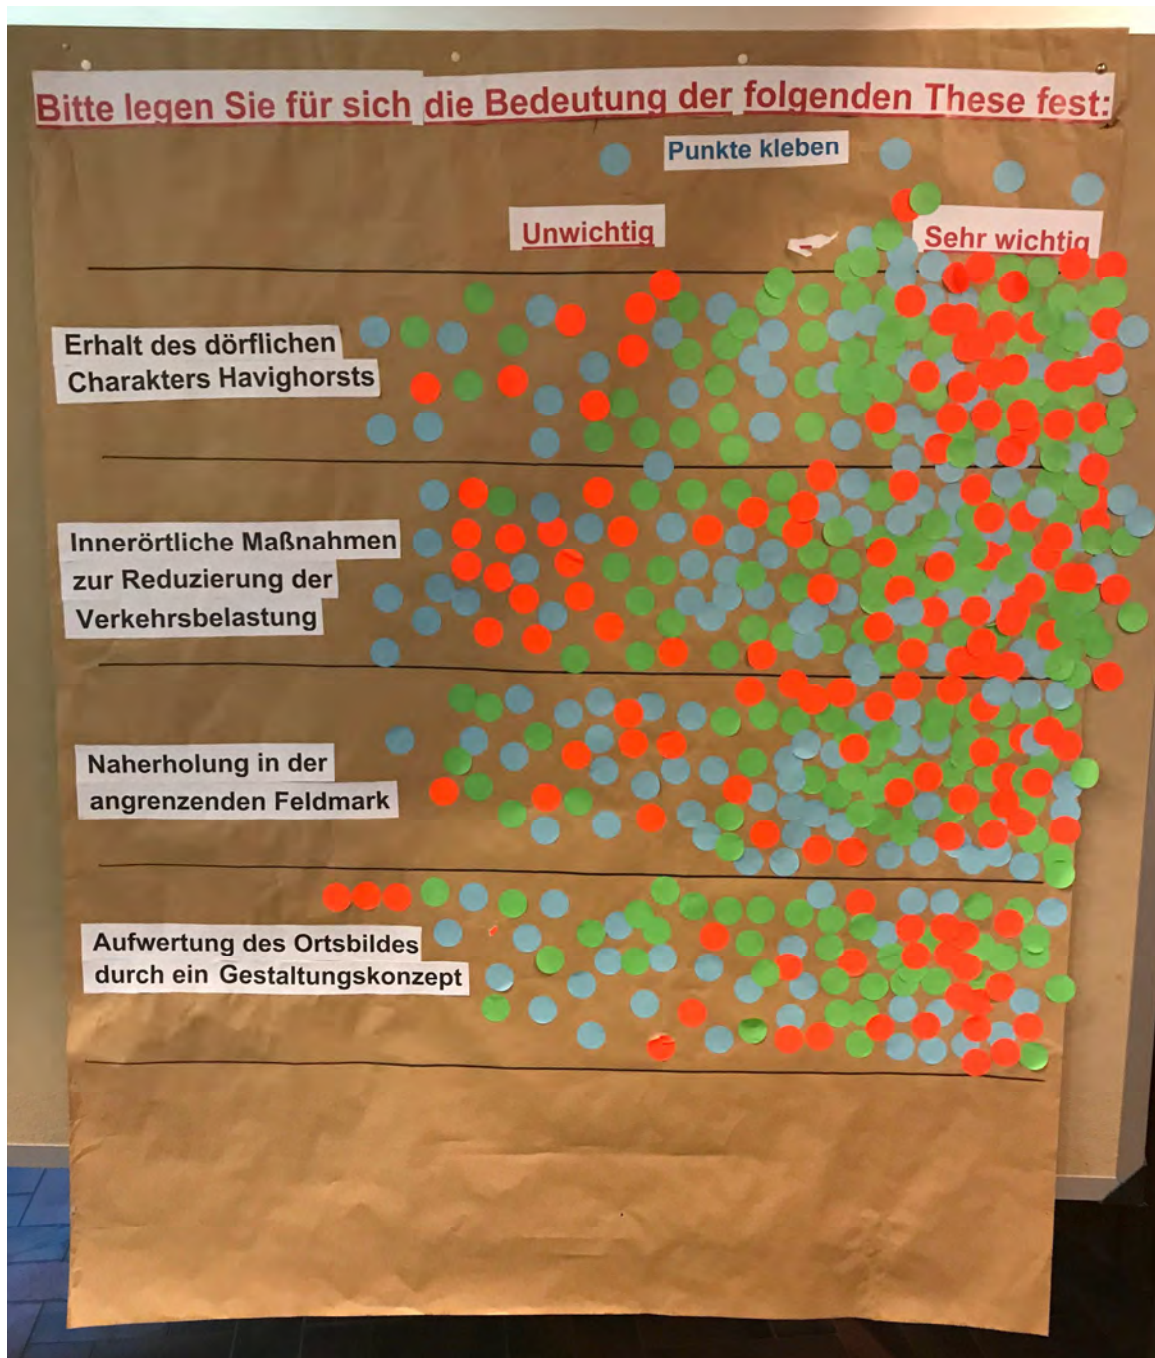 Bitte legen Sie für sich die Bedeutung der folgenden These fest:
Punkte kleben
Unwichtig
Sehr wichtig
Erhalt des dörflichen
Charakters Havighorsts
Innerörtliche Maßnahmen
zur Reduzierung der
Verkehrsbelastung
Naherholung in der
angrenzenden Feldmark
Aufwertung des Ortsbildes
durch ein Gestaltungskonzept